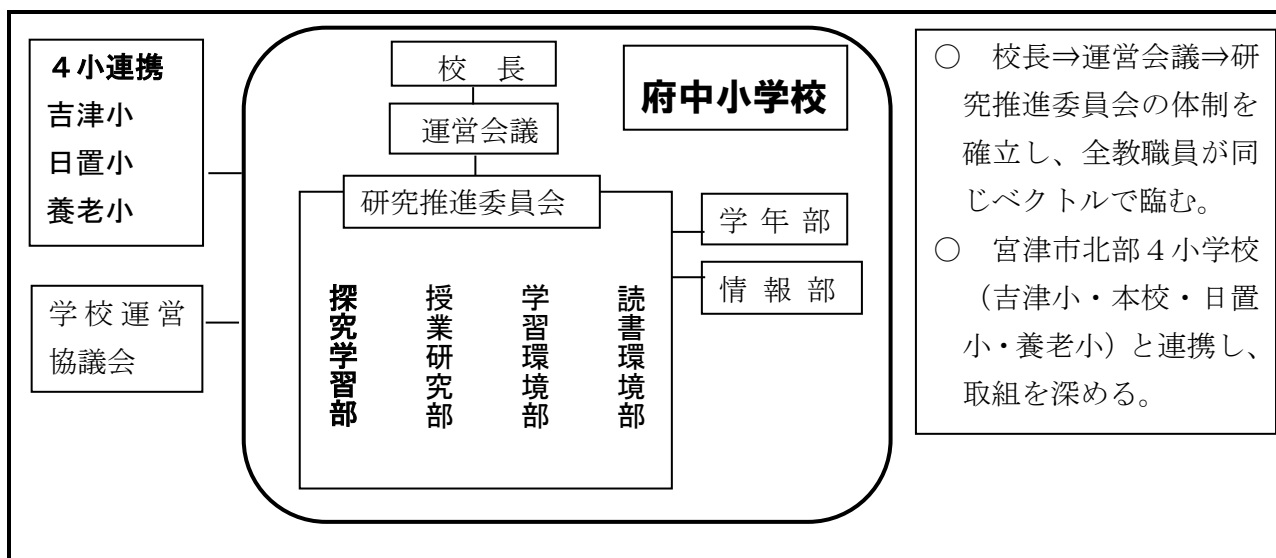 ４小連携
吉津小
日置小
養老小
学校運営
協議会
校　長
運営会議
研究推進委員会
府中小学校
探究学習部
授業研究部
学習環境部
読書環境部
学年部
情報部
○　校長⇒運営会議⇒研
究推進委員会の体制を
確立し、全教職員が同
じベクトルで臨む。
○　宮津市北部４小学校
（吉津小・本校・日置
小・養老小）と連携し、
取組を深める。